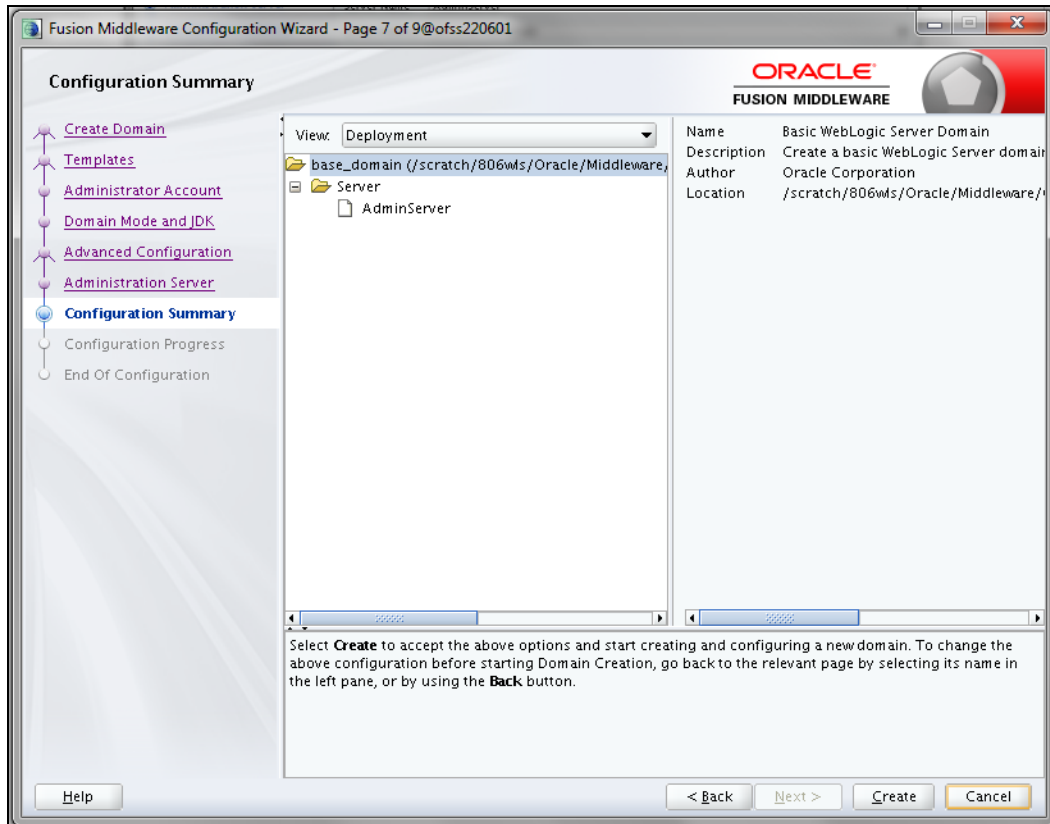 Fusion Middleware Configuration Wizard - Page 7 of 9@ofss220601
Configuration Summary
ORACLE
FUSION MIDDLEWARE
Create Domain
Templates
Administrator Account
Domain Mode and JDK
Advanced Configuration
Administration Server
Configuration Summary
Configuration Progress
End Of Configuration
View: Deployment
base_domain (/scratch/806wls/Oracle/Middleware,
Server
AdminServer
Name Basic WebLogic Server Domain
Description Create a basic WebLogic Server domain
Author Oracle Corporation
Location /scratch/806wls/Oracle/Middleware/
Select Create to accept the above options and start creating and configuring a new domain. To change the
above configuration before starting Domain Creation, go back to the relevant page by selecting its name in
the left pane, or by using the Back button.
Help
< Back
Next >
Create
Cancel